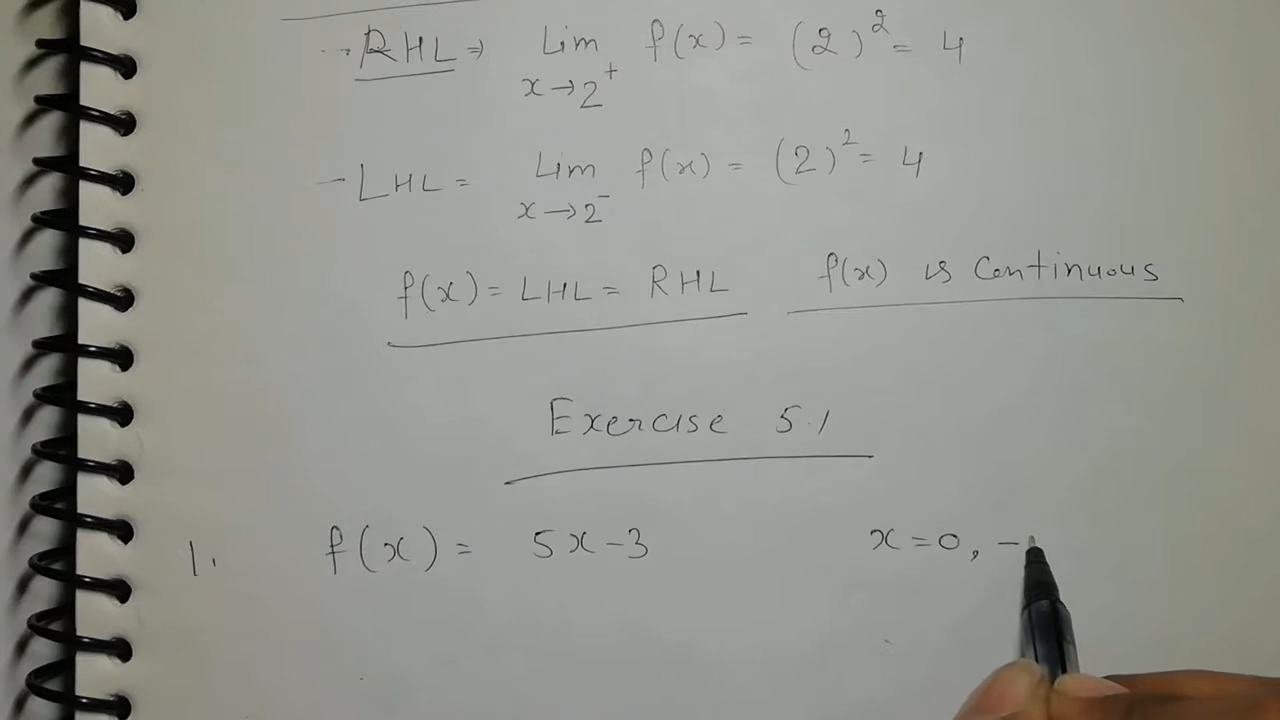 RHL ⇒ Lim x→2⁺ f(x) = (2)² = 4
- LHL = Lim x→2⁻ f(x) = (2)² = 4
f(x) = LHL = RHL f(x) is Continuous
Exercise 5.1
1. f(x) = 5x-3 x=0, -